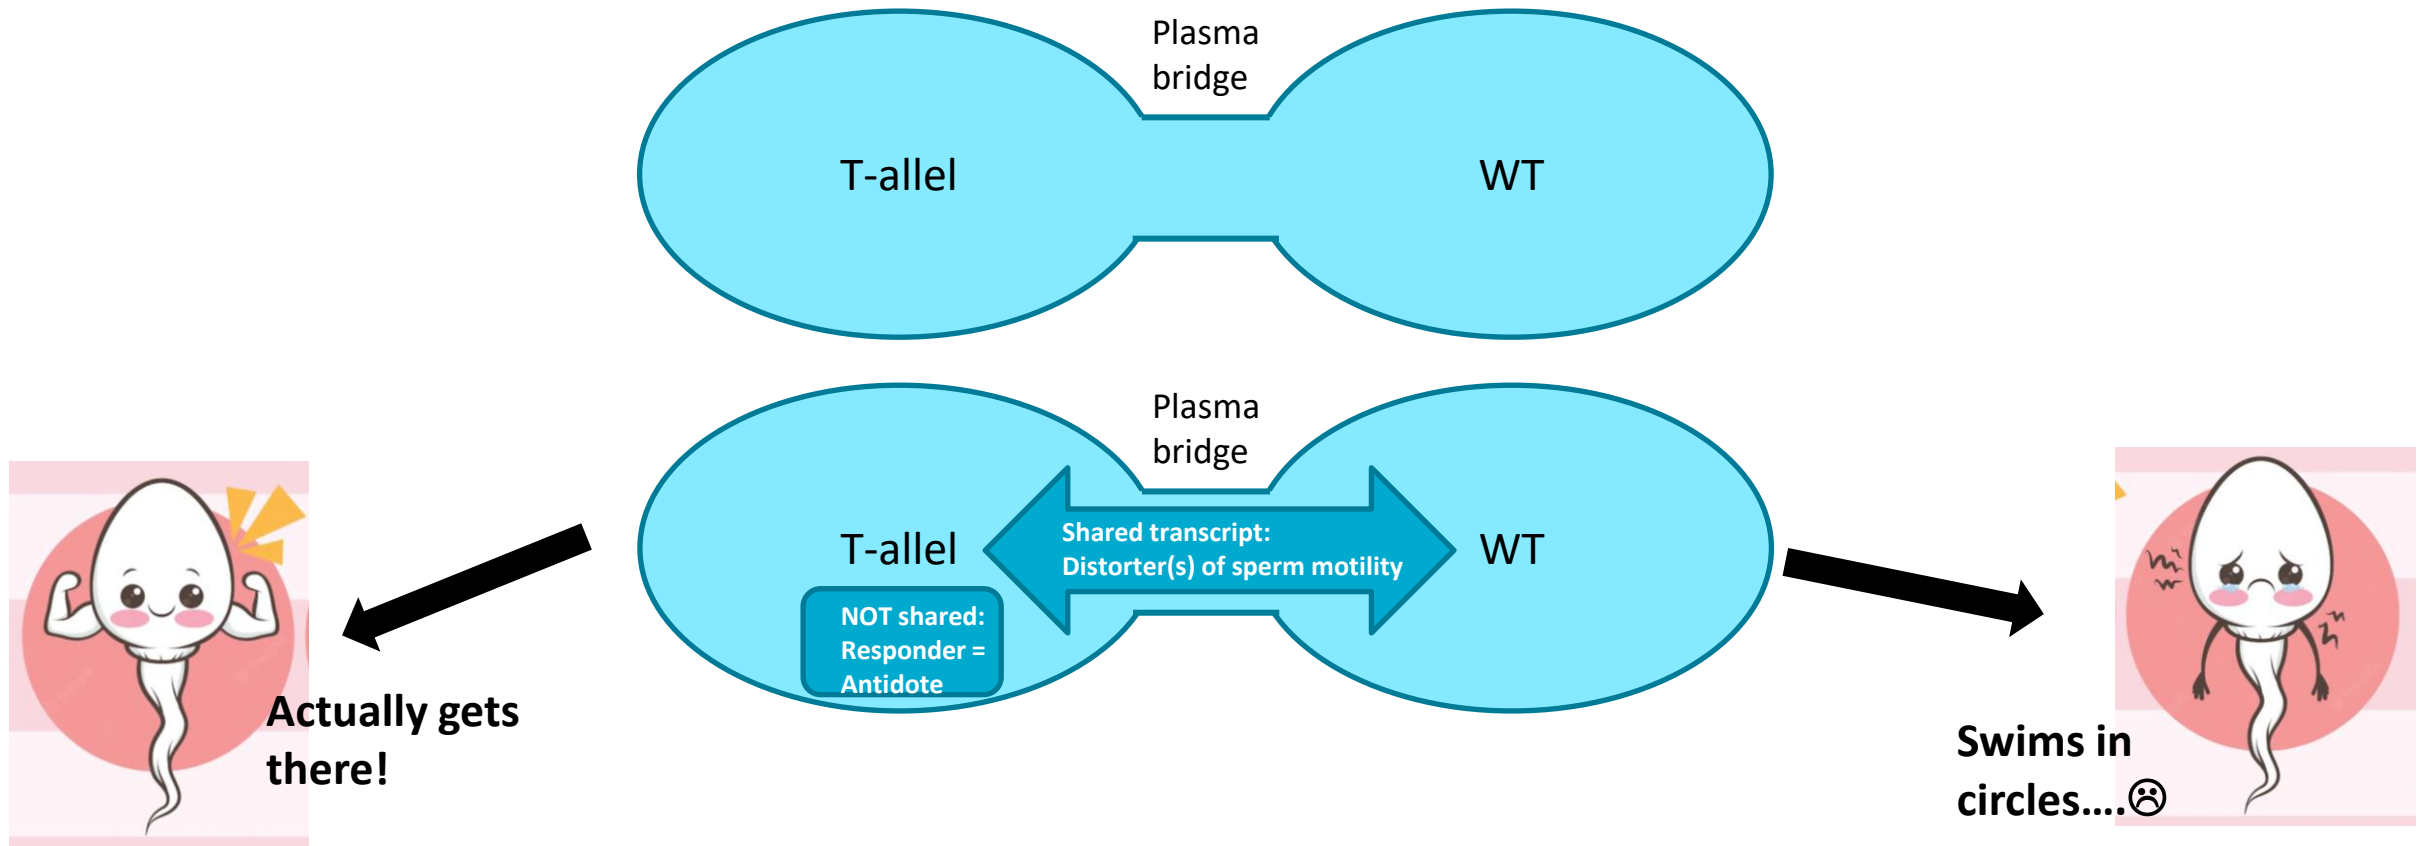 Plasma
bridge
T-allel
WT
Plasma
bridge
T-allel
Shared transcript:
Distorter(s) of sperm motility
WT
NOT shared:
Responder =
Antidote
Actually gets
there!
Swims in
circles....☹